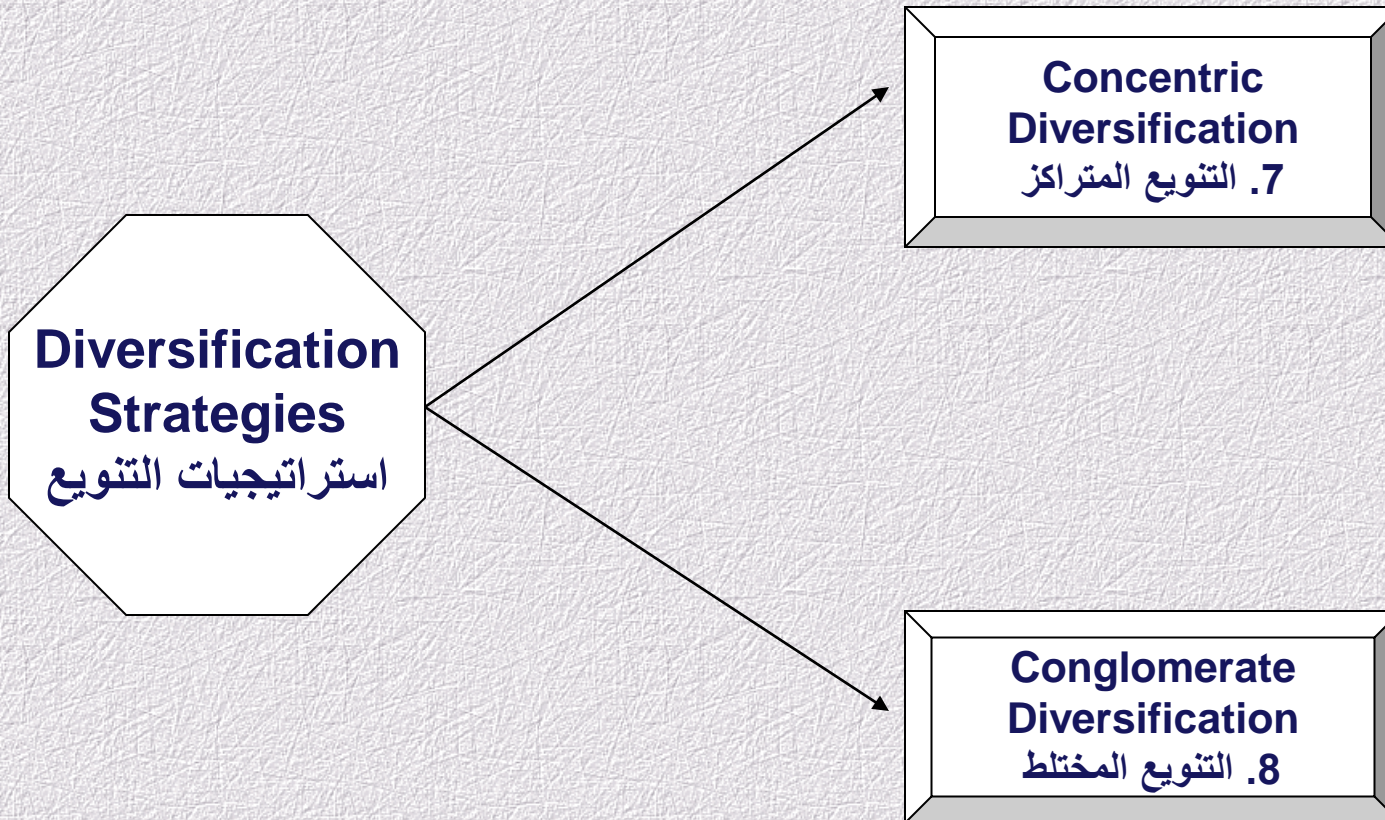 Concentric
Diversification
7. التنويع المتراكز
Diversification
Strategies
استراتيجيات التنويع
Conglomerate
Diversification
8. التنويع المختلط